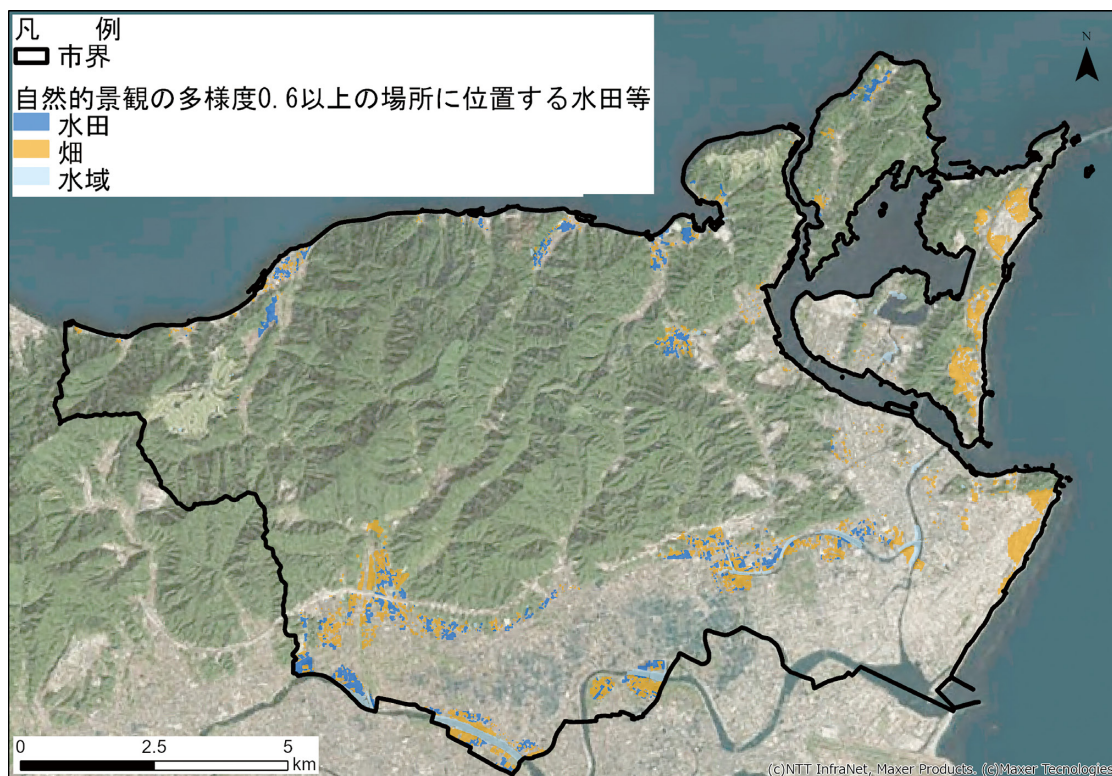 凡 例
市界
自然的景観の多様度0.6以上の場所に位置する水田等
水田
畑
水域
N
0 2.5 5
km
(c)NTT InfraNet, Maxer Products. (c)Maxer Tecnologies